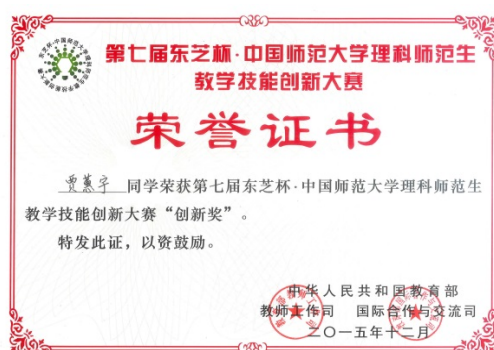 第七届东芝杯·中国师范大学理科师范生
教学技能创新大赛
荣誉证书
同学荣获第七届东芝杯·中国师范大学理科师范生
教学技能创新大赛“创新奖”。
特发此证，以资鼓励。
中华人民共和国教育部
教师工作司 国际合作与交流司
二〇一五年十二月